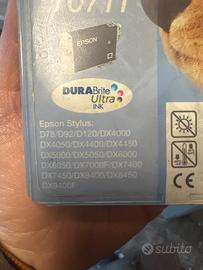 EPSON
DURABrite
Ultra
INK
Epson Stylus:
D78/D92/D120/DX4000
DX4050/DX4400/DX4450
DX5000/DX5050/DX6000
DX6050/DX7000F/DX7400
DX7450/DX8400/DX8450
DX9400F
subito